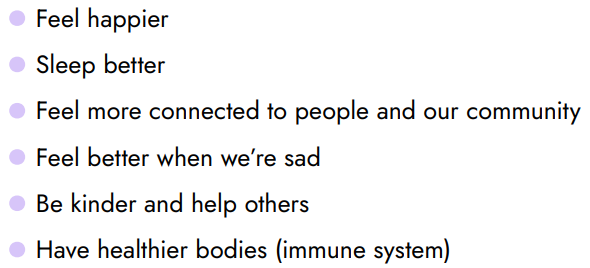 Feel happier
Sleep better
Feel more connected to people and our community
Feel better when we're sad
Be kinder and help others
Have healthier bodies (immune system)